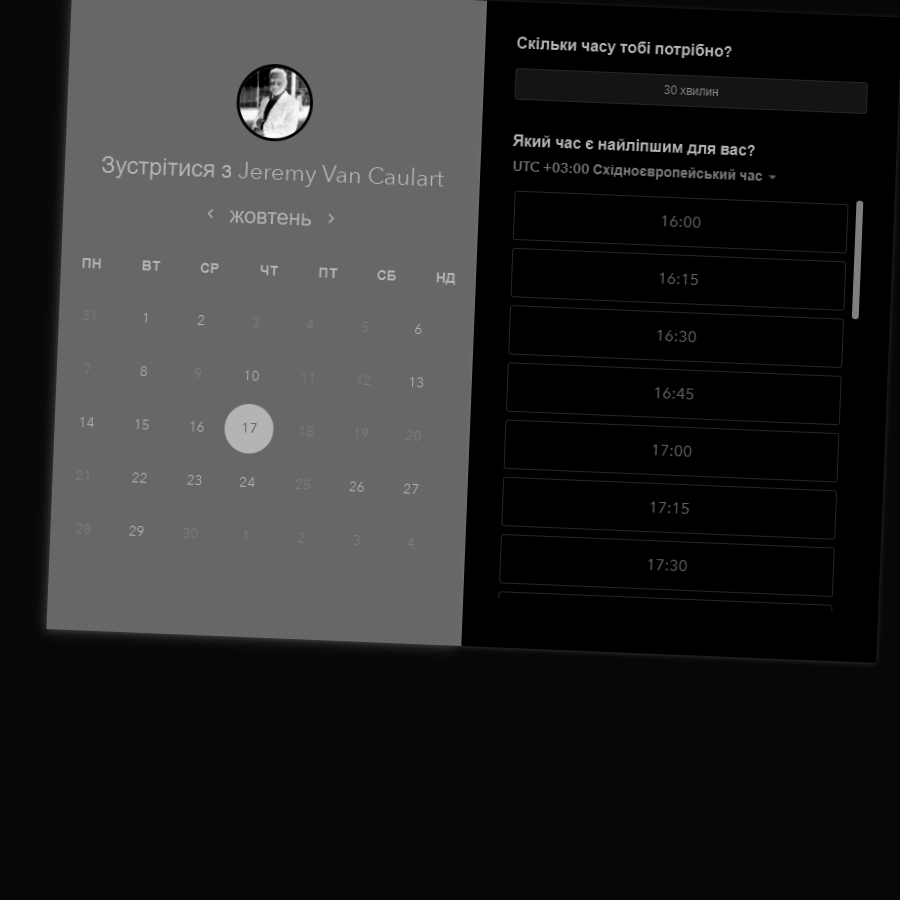 Зустрітися з Jeremy Van Caulart
жовтень
ПН ВТ СР ЧТ ПТ СБ НД
31 1 2 3 4 5 6
7 8 9 10 11 12 13
14 15 16 17 18 19 20
21 22 23 24 25 26 27
28 29 30 1 2 3 4
Скільки часу тобі потрібно?
30 хвилин
Який час є найліпшим для вас?
UTC +03:00 Східноєвропейський час
16:00
16:15
16:30
16:45
17:00
17:15
17:30